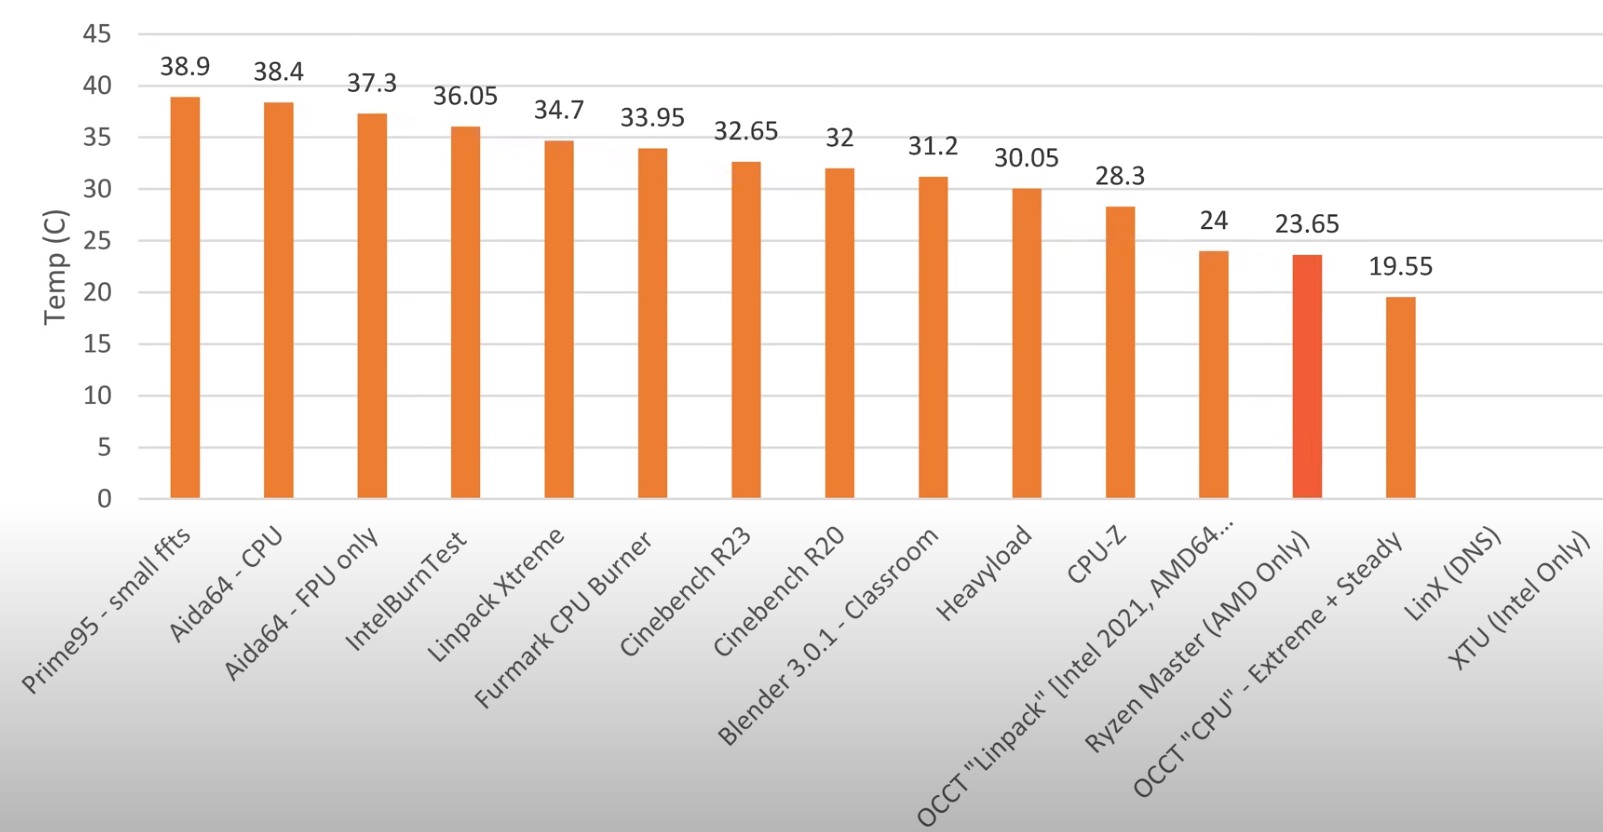 Temp (C)
45
40
35
30
25
20
15
10
5
0
38.9
38.4
37.3
36.05
34.7
33.95
32.65
32
31.2
30.05
28.3
24
23.65
19.55
Prime95 - small ffts
Aida64 - CPU
Aida64 - FPU only
IntelBurnTest
Linpack Xtreme
Furmark CPU Burner
Cinebench R23
Cinebench R20
Blender 3.0.1 - Classroom
Heavyload
CPU-Z
OCCT "Linpack" [Intel 2021, AMD64...
Ryzen Master (AMD Only)
OCCT "CPU" - Extreme + Steady
LinX (DNS)
XTU (Intel Only)